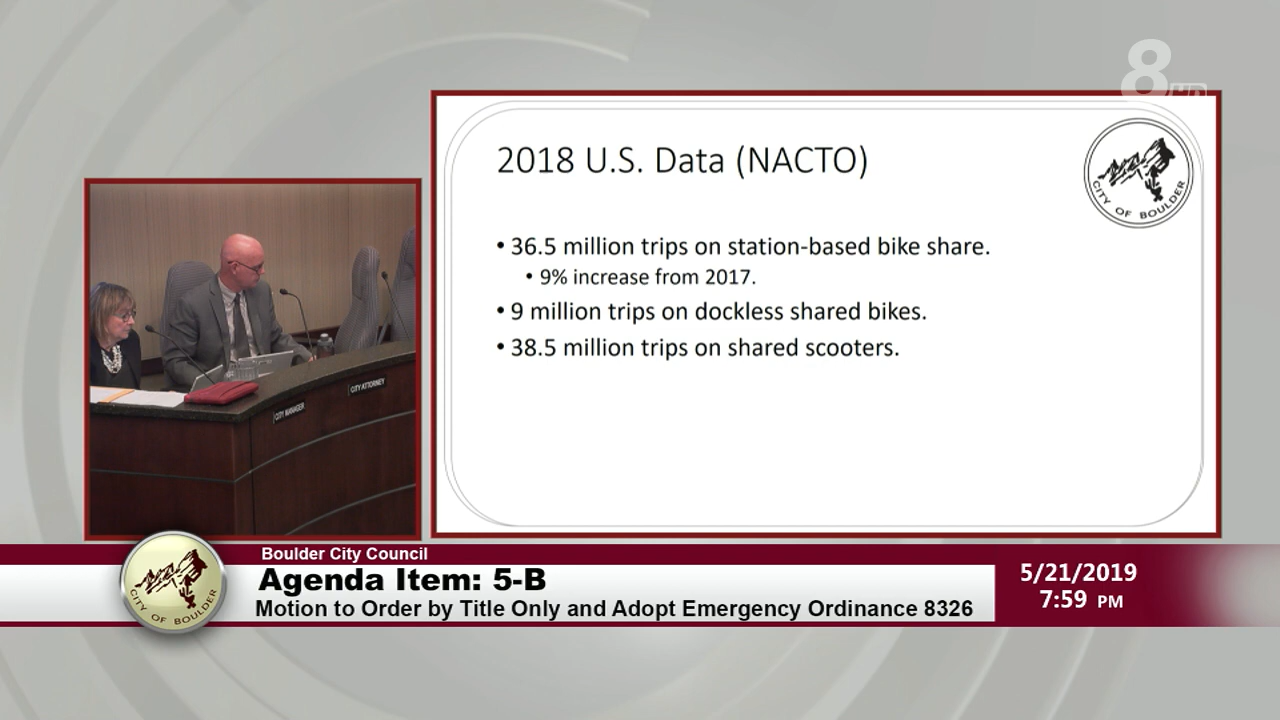 8
HD
2018 U.S. Data (NACTO)
CITY OF BOULDER
• 36.5 million trips on station-based bike share.
• 9% increase from 2017.
• 9 million trips on dockless shared bikes.
• 38.5 million trips on shared scooters.
CITY MANAGER
CITY ATTORNEY
Boulder City Council
Agenda Item: 5-B
Motion to Order by Title Only and Adopt Emergency Ordinance 8326
CITY OF BOULDER
5/21/2019
7:59 PM